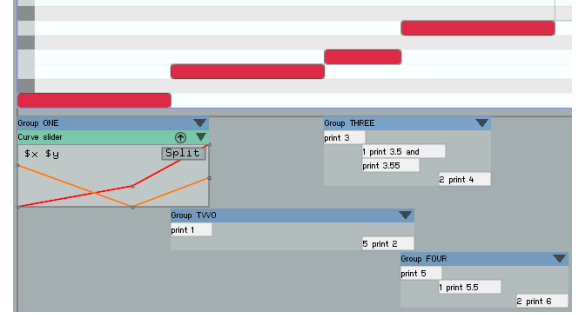 Group ONE
Curve slider
$x $y
Split
Group THREE
print 3
1 print 3.5 and
print 3.55
2 print 4
Group TWO
print 1
5 print 2
Group FOUR
print 5
1 print 5.5
2 print 6